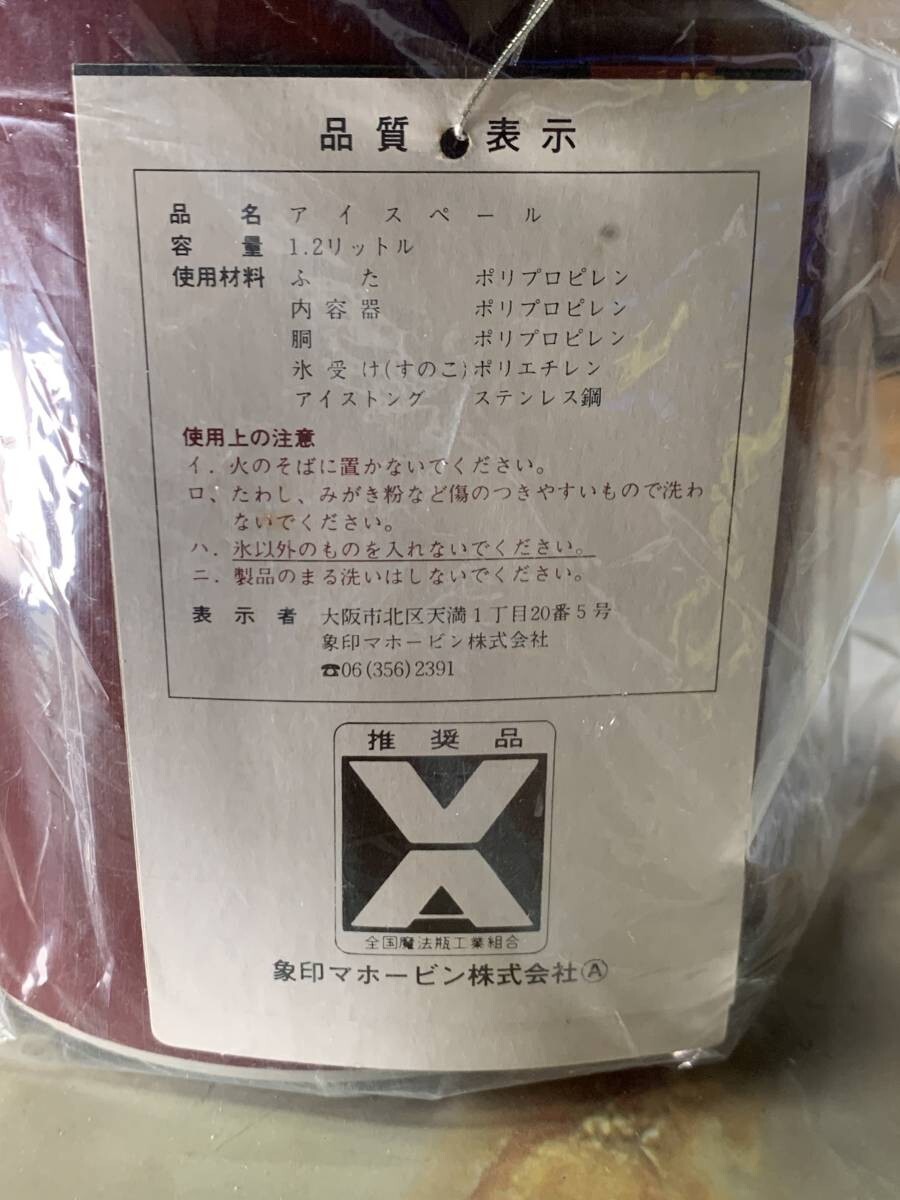 品質表示
品名 アイスペール
容量 1.2リットル
使用材料 ふた ポリプロピレン
内容器 ポリプロピレン
胴 ポリプロピレン
氷受け(すのこ) ポリエチレン
アイストング ステンレス鋼
使用上の注意
イ．火のそばに置かないでください。
ロ、たわし、みがき粉など傷のつきやすいもので洗わ
ないでください。
ハ．氷以外のものを入れないでください。
ニ．製品のまる洗いはしないでください。
表示者 大阪市北区天満1丁目20番5号
象印マホービン株式会社
☎06(356)2391
推奨品
VA
全国魔法瓶工業組合
象印マホービン株式会社Ⓐ